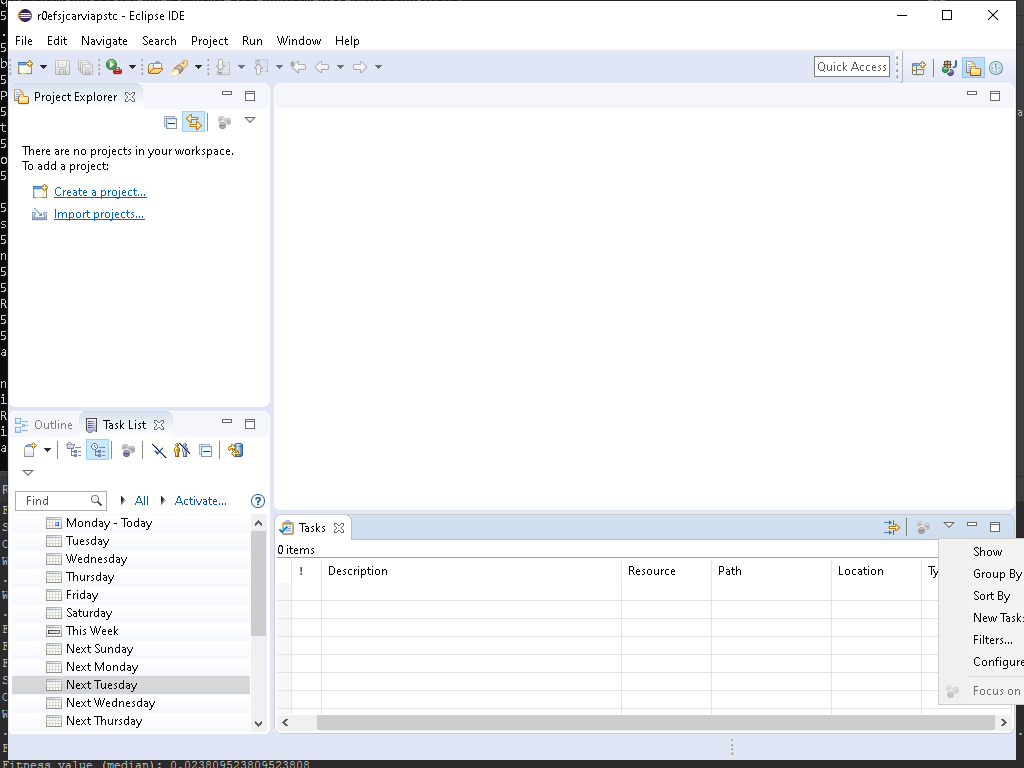 r0efsjcarviapstc - Eclipse IDE
File Edit Navigate Search Project Run Window Help
Quick Access
Project Explorer
There are no projects in your workspace.
To add a project:
Create a project...
Import projects...
Outline Task List
Find All Activate...
Monday - Today
Tuesday
Wednesday
Thursday
Friday
Saturday
This Week
Next Sunday
Next Monday
Next Tuesday
Next Wednesday
Next Thursday
Tasks
0 items
! Description Resource Path Location Ty
Show
Group By
Sort By
New Task
Filters...
Configure
Focus on
Fitness value (median): 0.023809523809523808